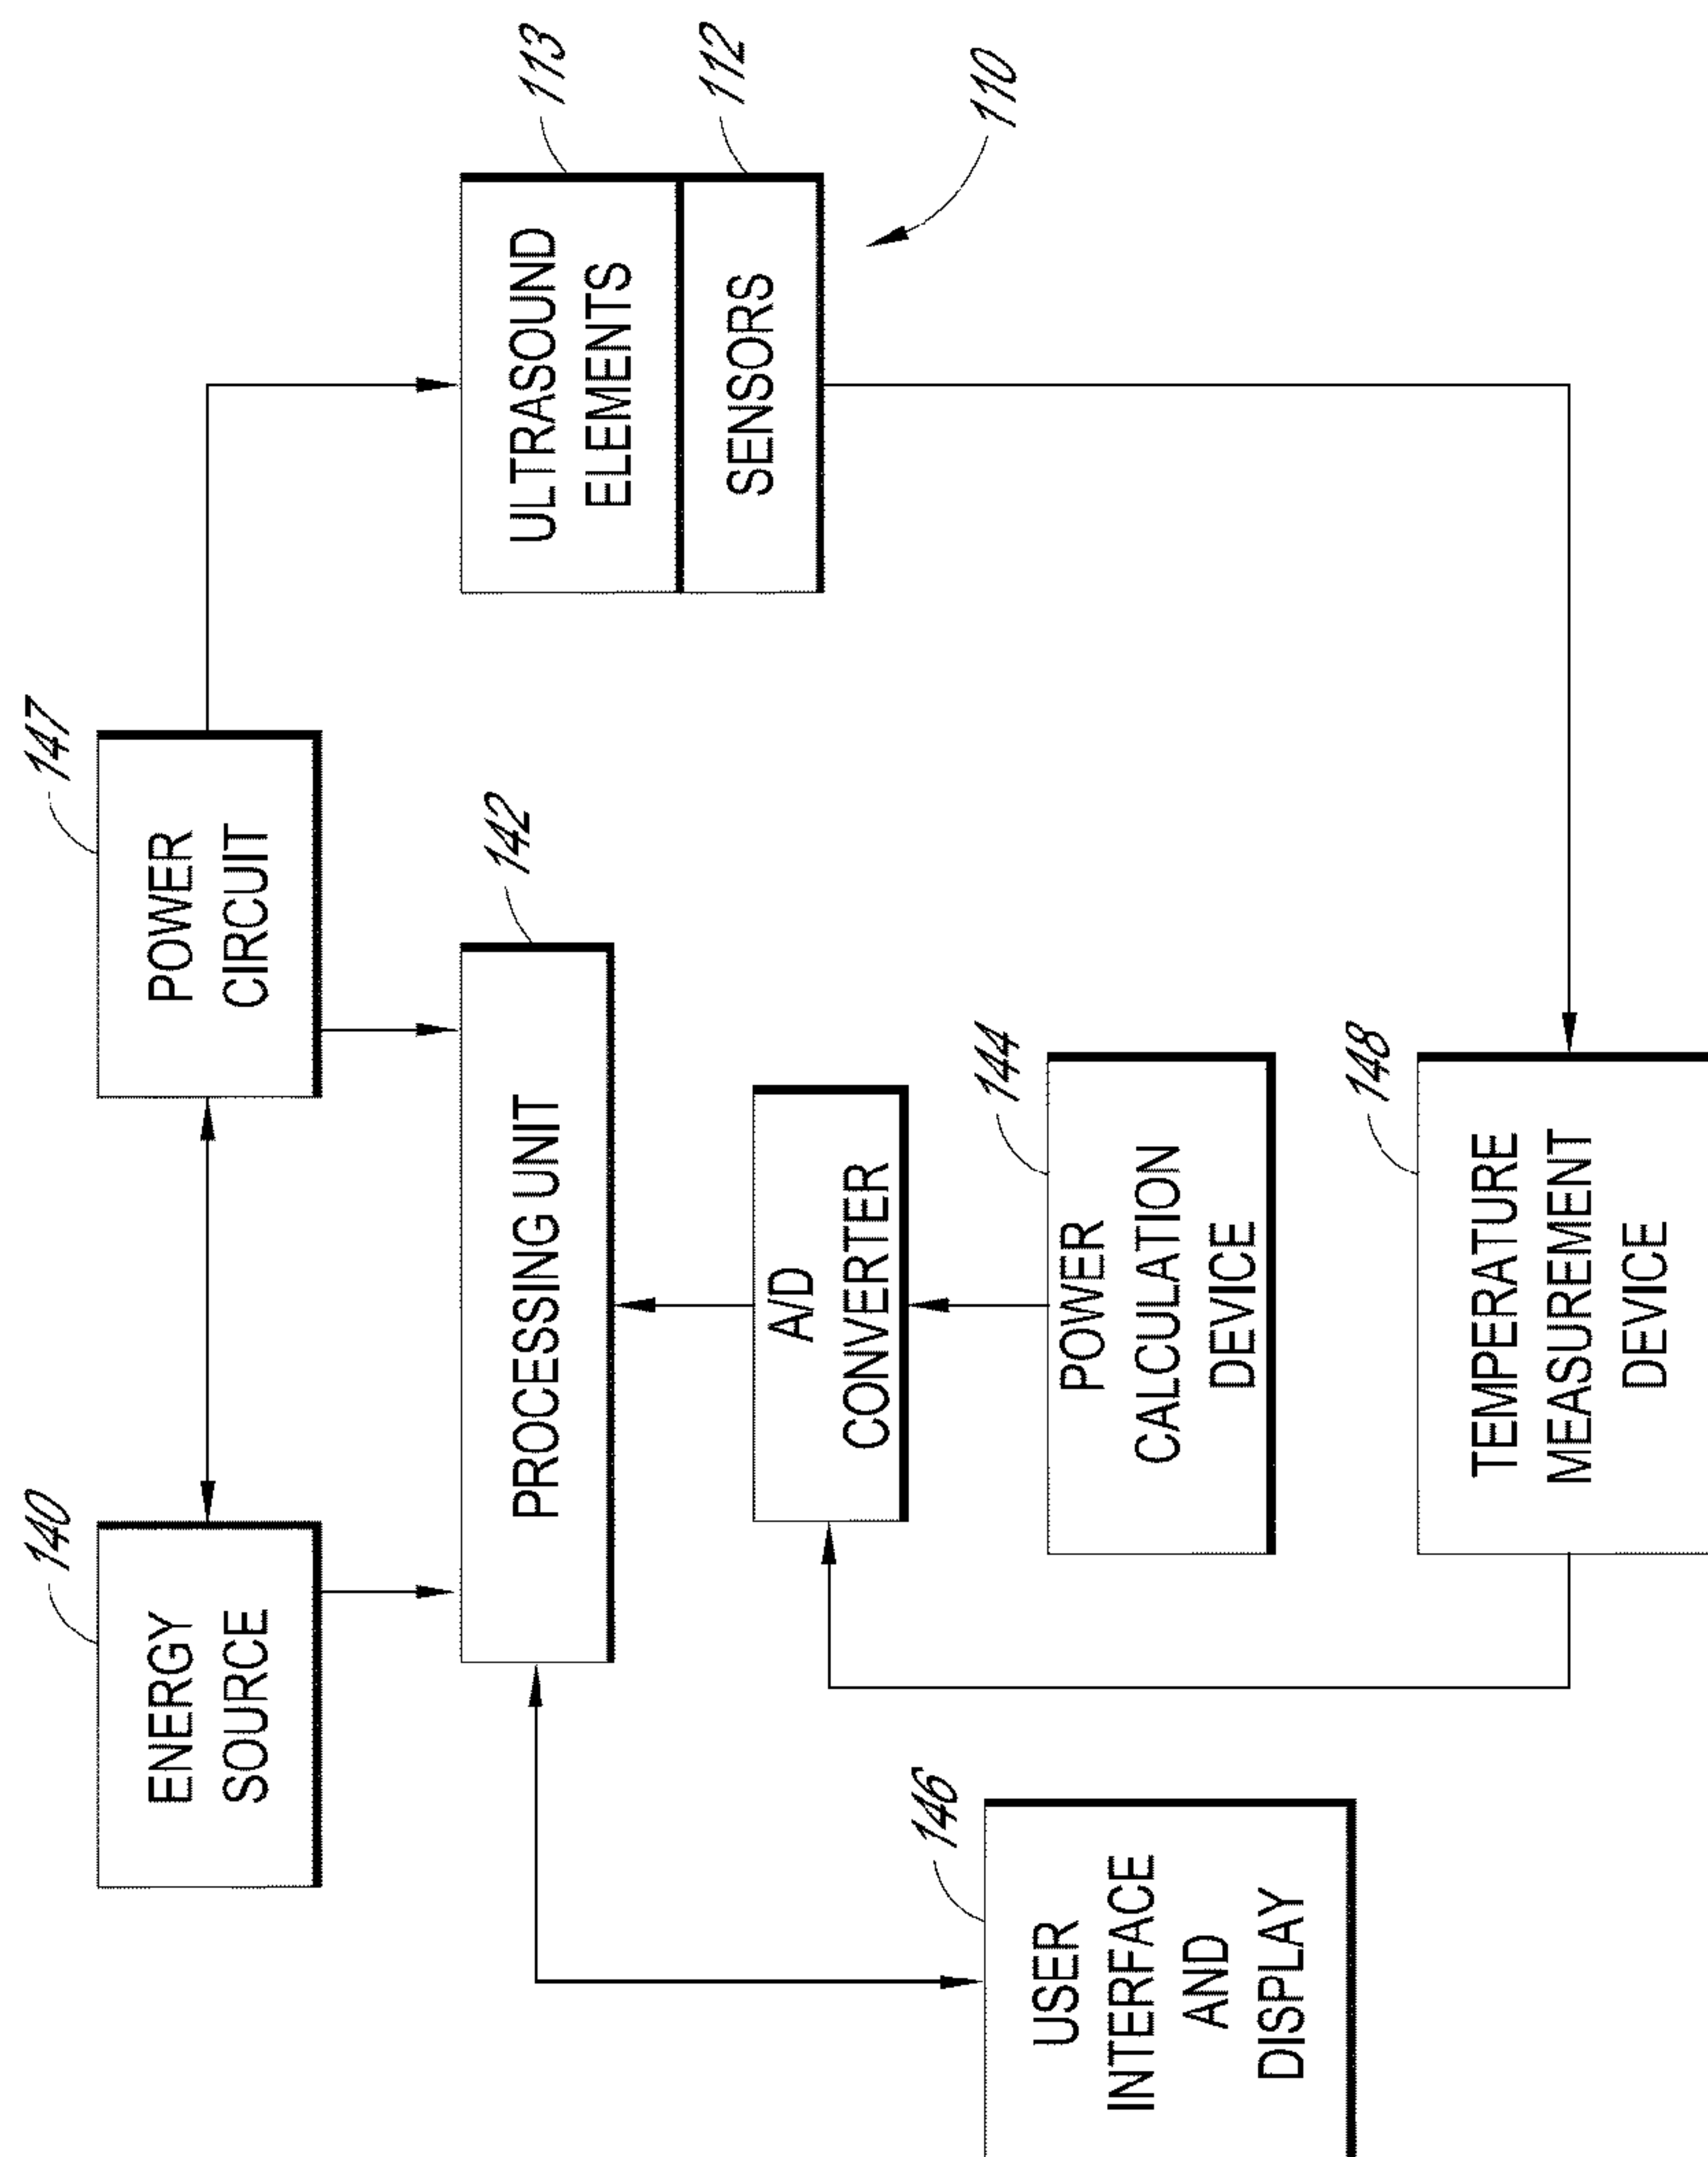 ENERGY
SOURCE
140
POWER
CIRCUIT
147
PROCESSING UNIT
142
ULTRASOUND
ELEMENTS
113
SENSORS
112
110
A/D
CONVERTER
POWER
CALCULATION
DEVICE
144
USER
INTERFACE
AND
DISPLAY
146
TEMPERATURE
MEASUREMENT
DEVICE
148